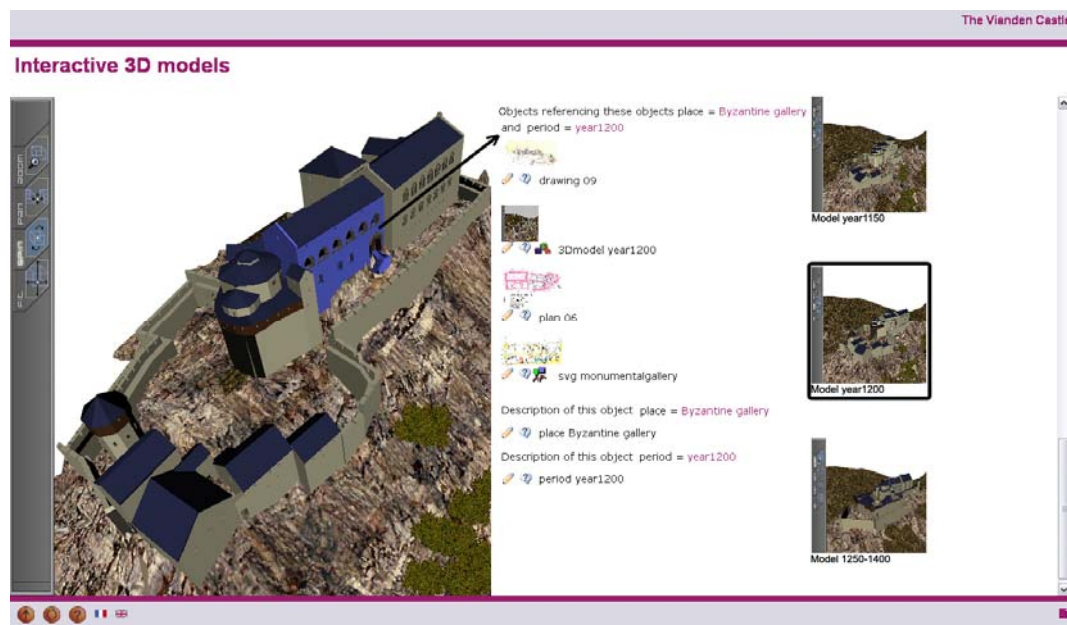 The Vianden Castle
Interactive 3D models
ZOOM
PAN
SPIN
Objects referencing these objects place = Byzantine gallery
and period = year1200
drawing 09
3Dmodel year1200
plan 06
svg monumentalgallery
Description of this object place = Byzantine gallery
place Byzantine gallery
Description of this object period = year1200
period year1200
Model year1150
Model year1200
Model 1250-1400